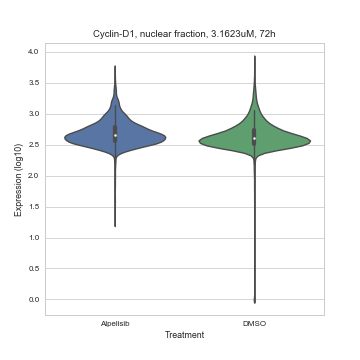 Cyclin-D1, nuclear fraction, 3.1623uM, 72h
4.0
3.5
3.0
2.5
2.0
1.5
1.0
0.5
0.0
Expression (log10)
Alpelisib
DMSO
Treatment